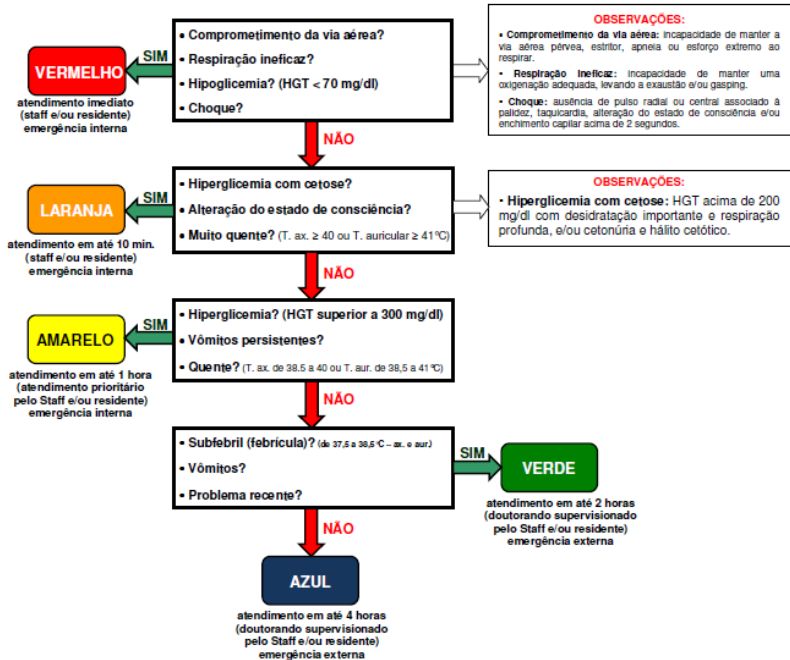 • Comprometimento da via aérea?
• Respiração ineficaz?
• Hipoglicemia? (HGT < 70 mg/dl)
• Choque?
SIM
VERMELHO
atendimento imediato
(staff e/ou residente)
emergência interna
OBSERVAÇÕES:
• Comprometimento da via aérea: incapacidade de manter a
via aérea pérvea, estritor, apneia ou esforço extremo ao
respirar.
• Respiração Ineficaz: incapacidade de manter uma
oxigenação adequada, levando a exaustão e/ou gasping.
• Choque: ausência de pulso radial ou central associado à
palidez, taquicardia, alteração do estado de consciência e/ou
enchimento capilar acima de 2 segundos.
NÃO
• Hiperglicemia com cetose?
• Alteração do estado de consciência?
• Muito quente? (T. ax. ≥ 40 ou T. auricular ≥ 41°C)
SIM
LARANJA
atendimento em até 10 min.
(staff e/ou residente)
emergência interna
OBSERVAÇÕES:
• Hiperglicemia com cetose: HGT acima de 200
mg/dl com desidratação importante e respiração
profunda, e/ou cetonúria e hálito cetótico.
NÃO
• Hiperglicemia? (HGT superior a 300 mg/dl)
• Vômitos persistentes?
• Quente? (T. ax. de 38.5 a 40 ou T. aur. de 38,5 a 41°C)
SIM
AMARELO
atendimento em até 1 hora
(atendimento prioritário
pelo Staff e/ou residente)
emergência interna
NÃO
• Subfebril (febrícula)? (de 37,5 a 38,5°C – ax. e aur.)
• Vômitos?
• Problema recente?
SIM
VERDE
atendimento em até 2 horas
(doutorando supervisionado
pelo Staff e/ou residente)
emergência externa
NÃO
AZUL
atendimento em até 4 horas
(doutorando supervisionado
pelo Staff e/ou residente)
emergência externa